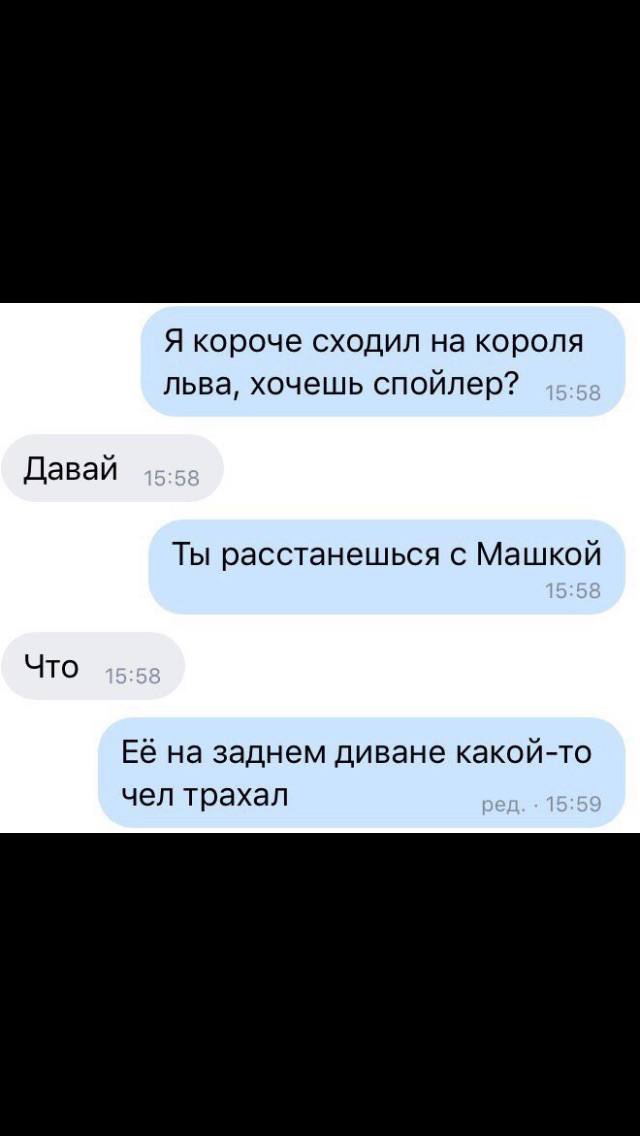 Я короче сходил на короля
льва, хочешь спойлер? 15:58
Давай 15:58
Ты расстанешься с Машкой
15:58
Что 15:58
Её на заднем диване какой-то
чел трахал ред. · 15:59